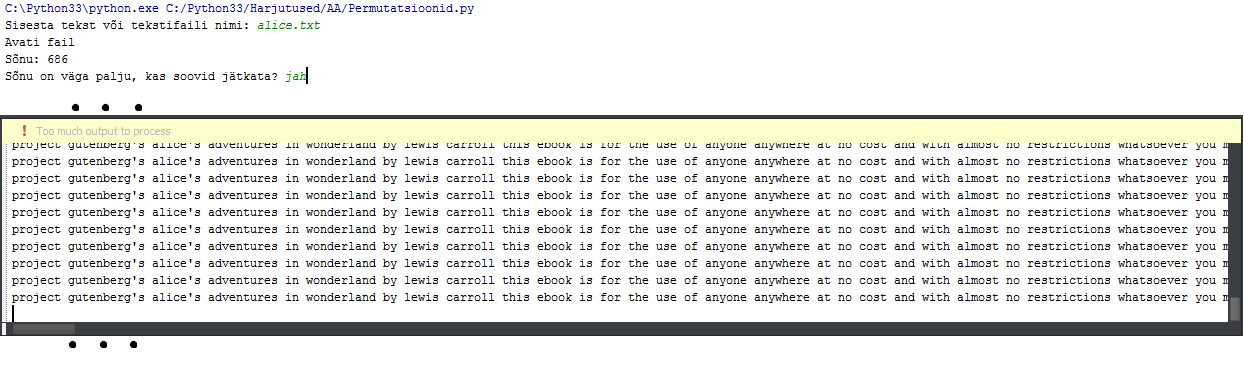 C:\Python33\python.exe C:/Python33/Harjutused/AA/Permutatsioonid.py
Sisesta tekst või tekstifaili nimi: alice.txt
Avati fail
Sõnu: 686
Sõnu on väga palju, kas soovid jätkata? jah
! Too much output to process
project gutenberg's alice's adventures in wonderland by lewis carroll this ebook is for the use of anyone anywhere at no cost and with almost no restrictions whatsoever you m
project gutenberg's alice's adventures in wonderland by lewis carroll this ebook is for the use of anyone anywhere at no cost and with almost no restrictions whatsoever you m
project gutenberg's alice's adventures in wonderland by lewis carroll this ebook is for the use of anyone anywhere at no cost and with almost no restrictions whatsoever you m
project gutenberg's alice's adventures in wonderland by lewis carroll this ebook is for the use of anyone anywhere at no cost and with almost no restrictions whatsoever you m
project gutenberg's alice's adventures in wonderland by lewis carroll this ebook is for the use of anyone anywhere at no cost and with almost no restrictions whatsoever you m
project gutenberg's alice's adventures in wonderland by lewis carroll this ebook is for the use of anyone anywhere at no cost and with almost no restrictions whatsoever you m
project gutenberg's alice's adventures in wonderland by lewis carroll this ebook is for the use of anyone anywhere at no cost and with almost no restrictions whatsoever you m
project gutenberg's alice's adventures in wonderland by lewis carroll this ebook is for the use of anyone anywhere at no cost and with almost no restrictions whatsoever you m
project gutenberg's alice's adventures in wonderland by lewis carroll this ebook is for the use of anyone anywhere at no cost and with almost no restrictions whatsoever you m
project gutenberg's alice's adventures in wonderland by lewis carroll this ebook is for the use of anyone anywhere at no cost and with almost no restrictions whatsoever you m